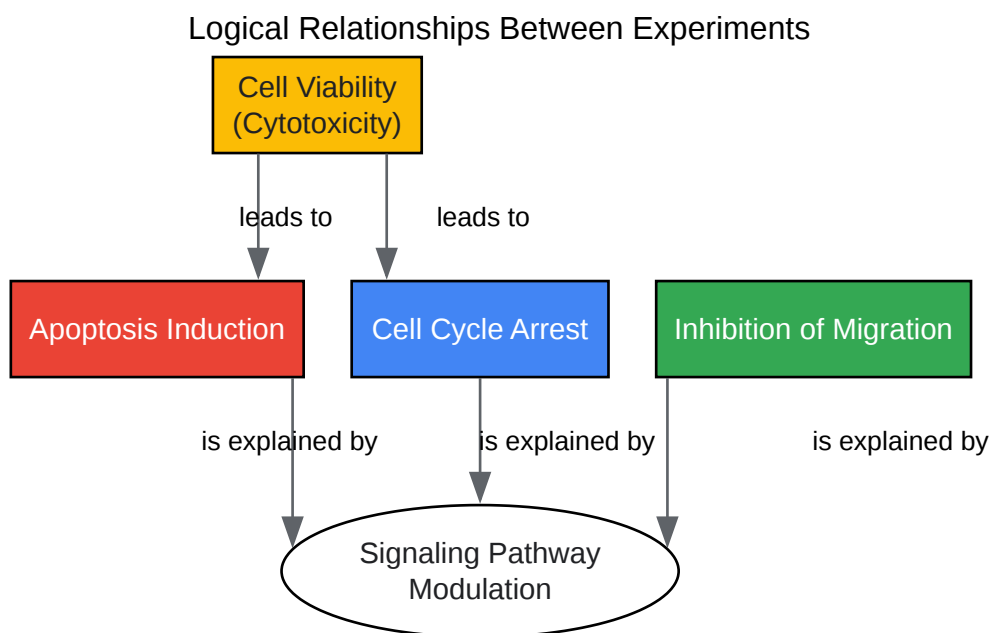 Logical Relationships Between Experiments
Cell Viability
(Cytotoxicity)
leads to
leads to
Apoptosis Induction
Cell Cycle Arrest
Inhibition of Migration
is explained by
is explained by
is explained by
Signaling Pathway
Modulation